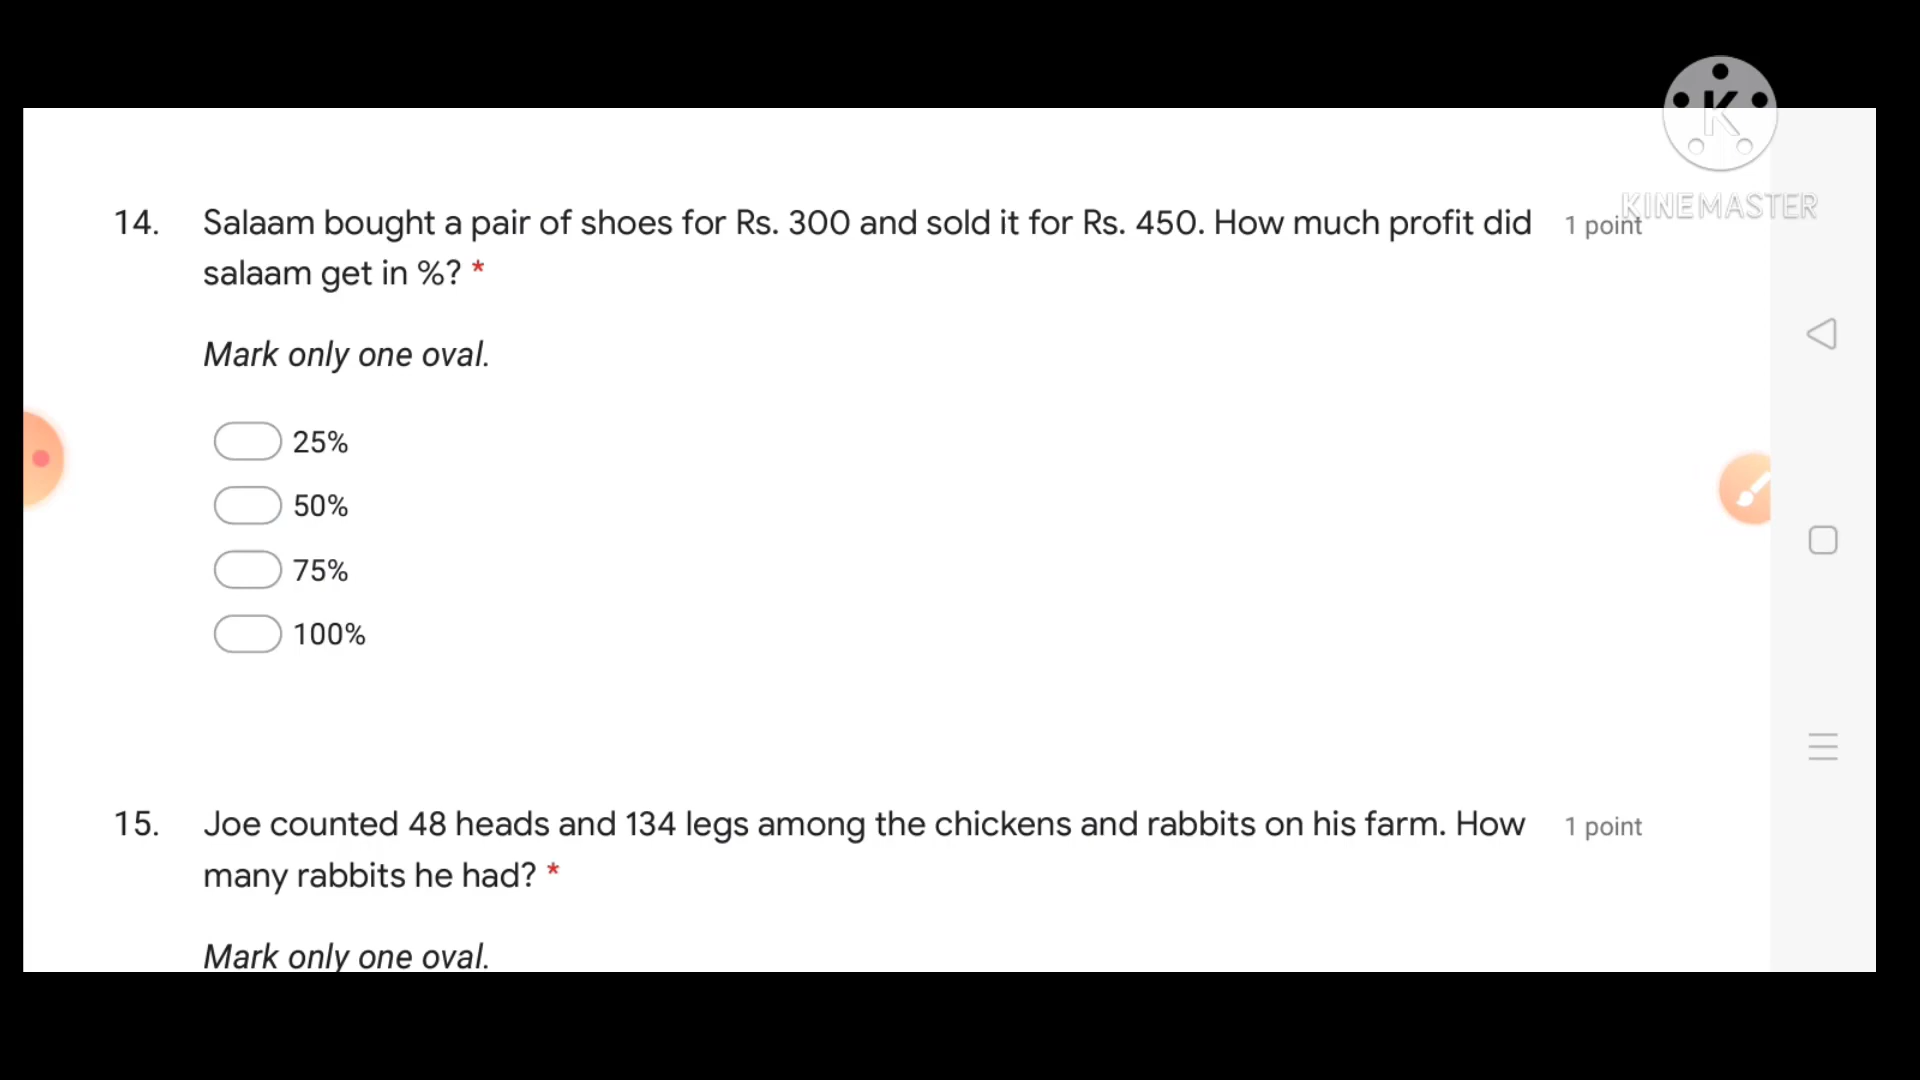 K
KINEMASTER
14. Salaam bought a pair of shoes for Rs. 300 and sold it for Rs. 450. How much profit did 1 point
salaam get in %? *
Mark only one oval.
25%
50%
75%
100%
15. Joe counted 48 heads and 134 legs among the chickens and rabbits on his farm. How 1 point
many rabbits he had? *
Mark only one oval.